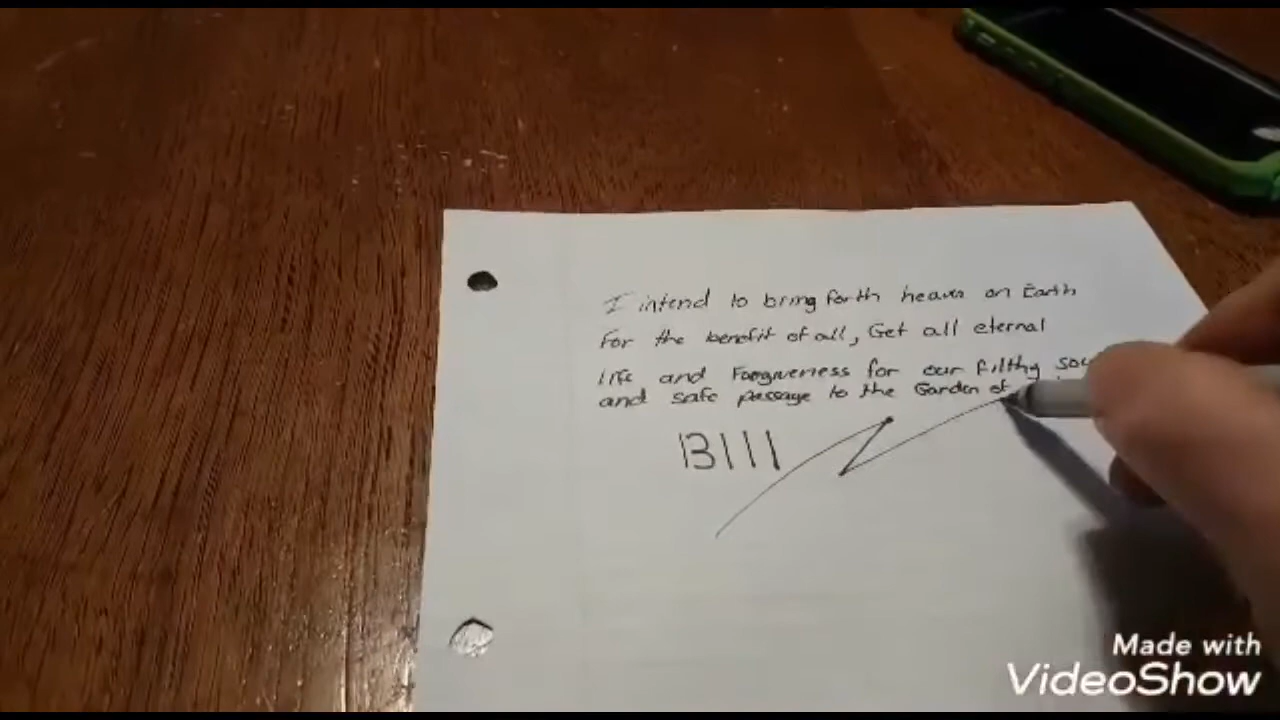 I intend to bring forth heaven on Earth
For the benefit of all, Get all eternal
life and Forgiveness for our filthy
and safe passage to the Garden of
Made with
VideoShow